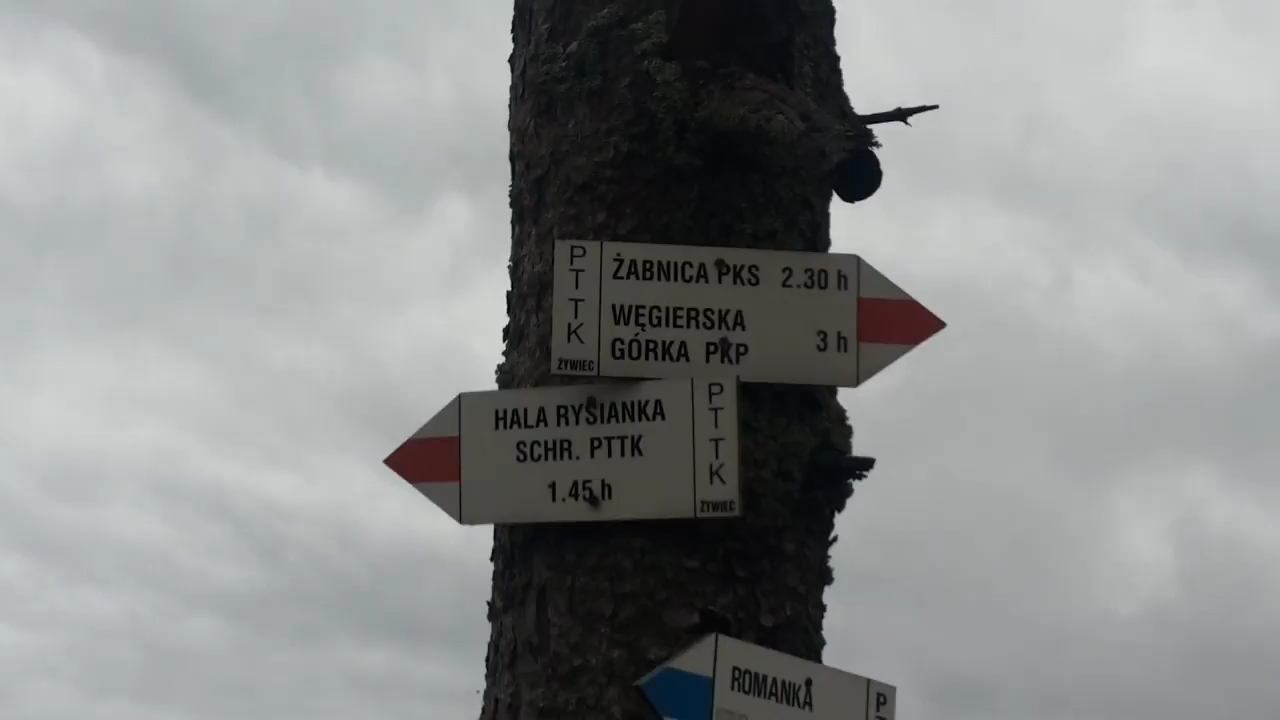 PTTK
ŻYWIEC
ŻABNICA PKS 2.30 h
WĘGIERSKA
GÓRKA PKP 3 h
HALA RYSIANKA
SCHR. PTTK
1.45 h
PTTK
ŻYWIEC
ROMANKA
PT